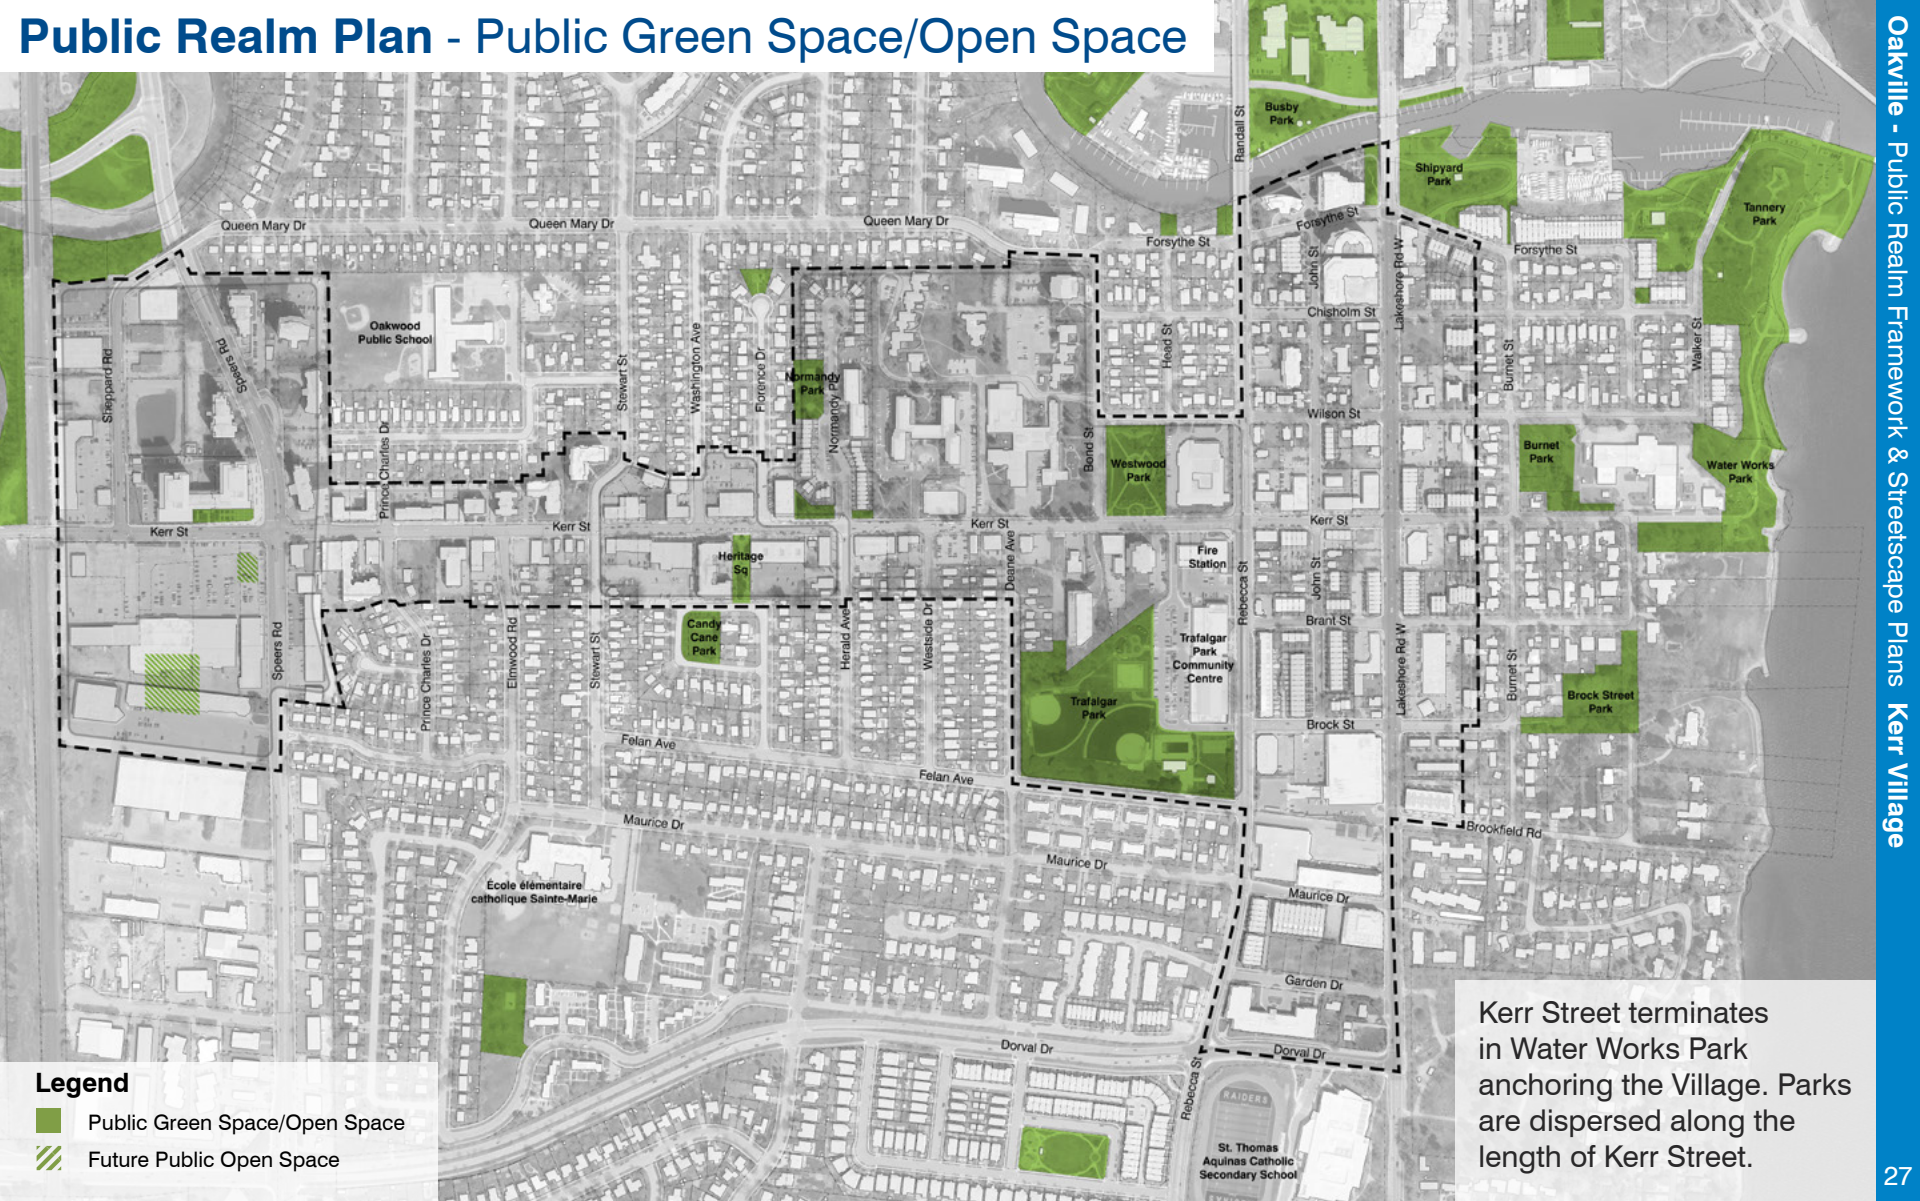 Public Realm Plan - Public Green Space/Open Space
Oakville - Public Realm Framework & Streetscape Plans Kerr Village
Randall St
Busby
Park
Shipyard
Park
Tannery
Park
Queen Mary Dr
Queen Mary Dr
Queen Mary Dr
Forsythe St
Forsythe St
Forsythe St
John St
Lakeshore Rd W
Chisholm St
Oakwood
Public School
Sheppard Rd
Speers Rd
Stewart St
Washington Ave
Florence Dr
Normandy
Park
Normandy Pl
Head St
Burnet St
Walker St
Wilson St
Prince Charles Dr
Bond St
Westwood
Park
Burnet
Park
Water Works
Park
Kerr St
Kerr St
Kerr St
Kerr St
Heritage
Sq
Deane Ave
Fire
Station
Rebecca St
John St
Candy
Cane
Park
Speers Rd
Prince Charles Dr
Elmwood Rd
Stewart St
Herald Ave
Westside Dr
Trafalgar
Park
Community
Centre
Brant St
Lakeshore Rd W
Burnet St
Trafalgar
Park
Brock Street
Park
Brock St
Felan Ave
Felan Ave
Maurice Dr
Maurice Dr
Brookfield Rd
École élémentaire
catholique Sainte-Marie
Maurice Dr
Garden Dr
Dorval Dr
Dorval Dr
Rebecca St
RAIDERS
St. Thomas
Aquinas Catholic
Secondary School
Legend
Public Green Space/Open Space
Future Public Open Space
Kerr Street terminates
in Water Works Park
anchoring the Village. Parks
are dispersed along the
length of Kerr Street.
27